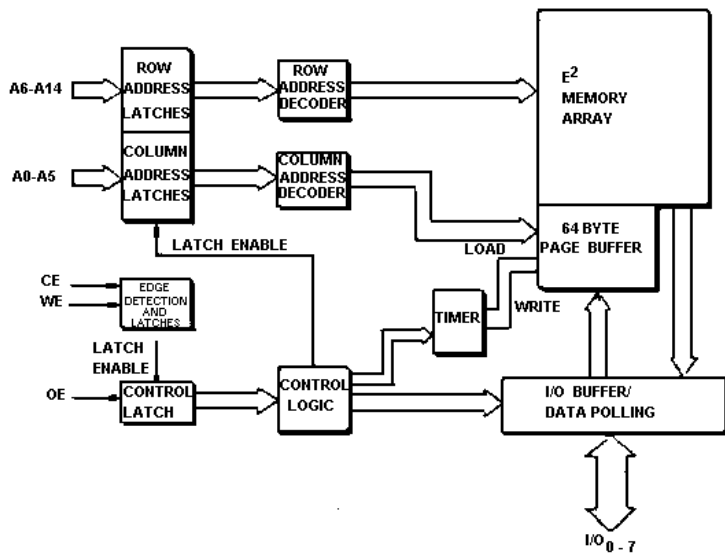 A6-A14
ROW
ADDRESS
LATCHES
ROW
ADDRESS
DECODER
E²
MEMORY
ARRAY
A0-A5
COLUMN
ADDRESS
LATCHES
COLUMN
ADDRESS
DECODER
64 BYTE
PAGE BUFFER
LATCH ENABLE
LOAD
CE
WE
EDGE
DETECTION
AND
LATCHES
TIMER
WRITE
LATCH
ENABLE
OE
CONTROL
LATCH
CONTROL
LOGIC
I/O BUFFER/
DATA POLLING
I/O0 - 7